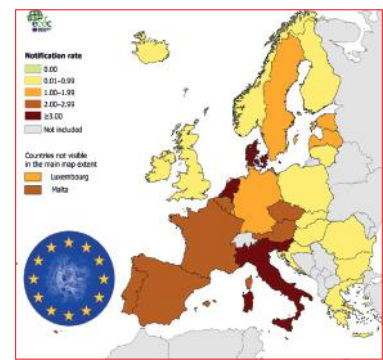 ecdc
Notification rate
0.00
0.01–0.99
1.00–1.99
2.00–2.99
≥3.00
Not included
Countries not visible
in the main map extent
Luxembourg
Malta